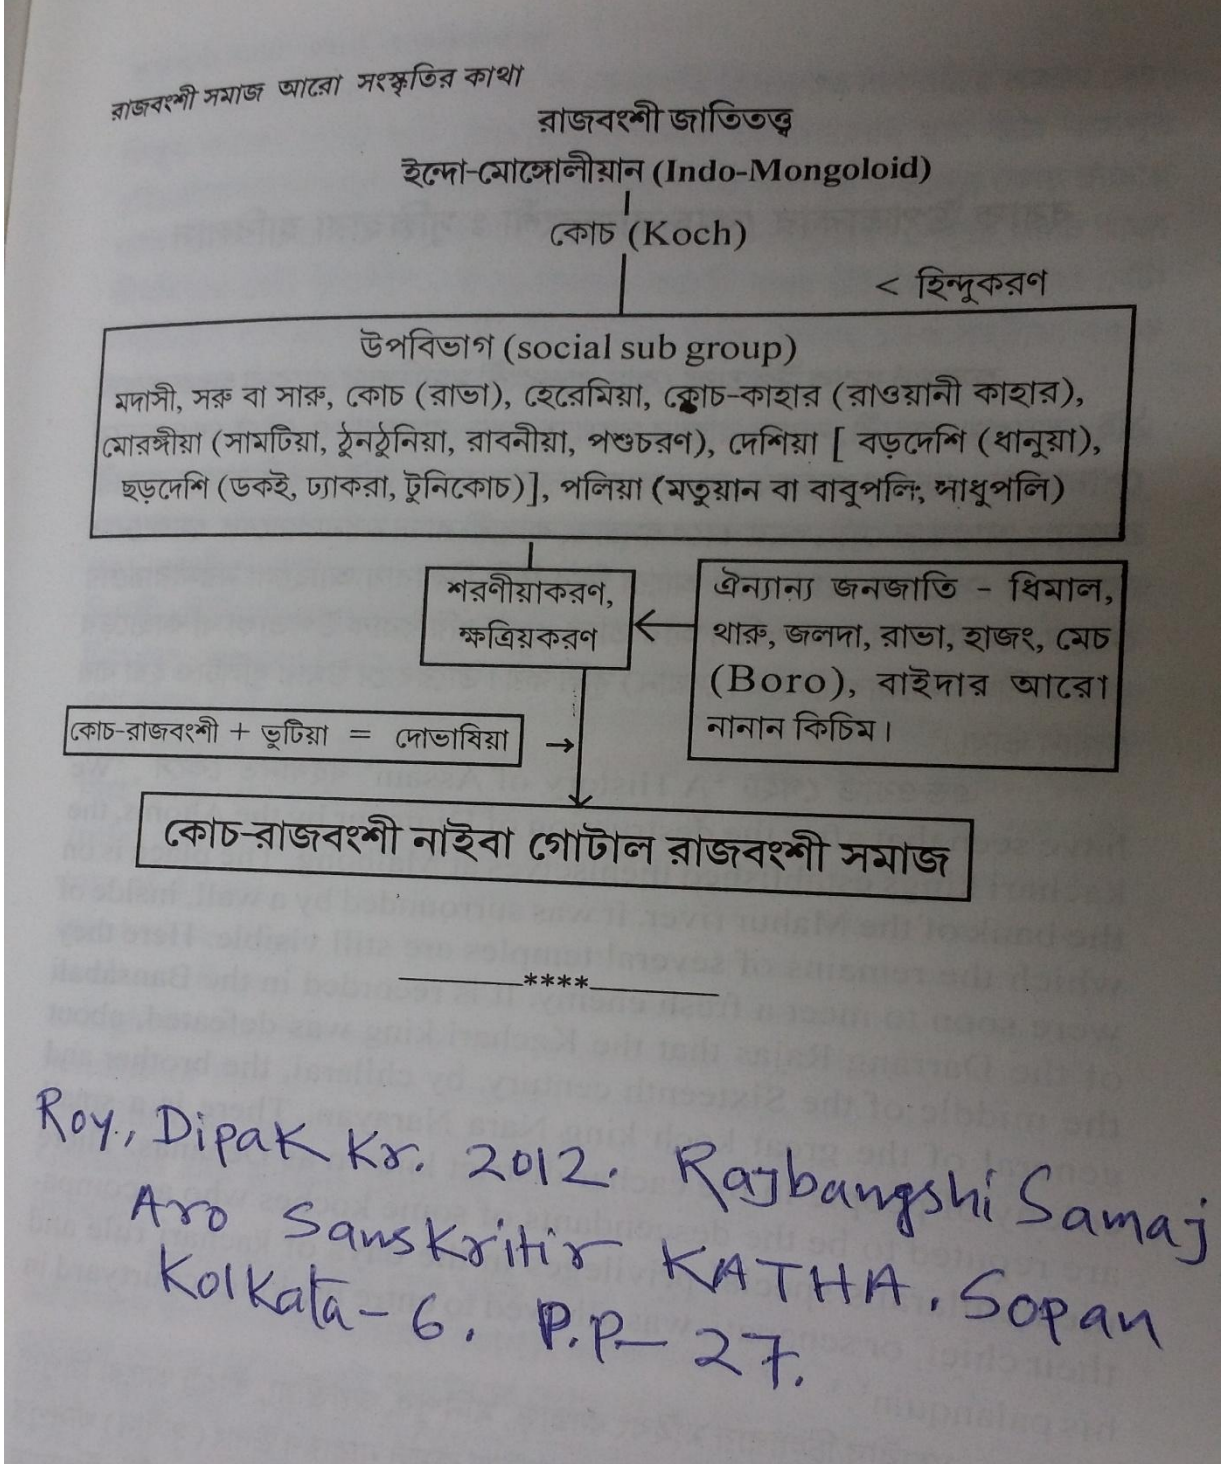 রাজবংশী সমাজ আরো সংস্কৃতির কাথা
রাজবংশী জাতিতত্ত্ব
ইন্দো-মোঙ্গোলীয়ান (Indo-Mongoloid)
কোচ (Koch)
< হিন্দুকরণ
উপবিভাগ (social sub group)
মদাসী, সরু বা সারু, কোচ (রাভা), হেরেমিয়া, কোচ-কাহার (রাওয়ানী কাহার),
মোরঙ্গীয়া (সামটিয়া, ঠুনঠুনিয়া, রাবনীয়া, পশুচরণ), দেশিয়া [ বড়দেশি (ধানুয়া),
ছড়দেশি (ডকই, ঢ্যাকরা, টুনিকোচ)], পলিয়া (মতুয়ান বা বাবুপলি; সাধুপলি)
শরণীয়াকরণ,
ক্ষত্রিয়করণ
ঐন্যান্য জনজাতি - ধিমাল,
থারু, জলদা, রাভা, হাজং, মেচ
(Boro), বাইদার আরো
নানান কিচিম।
কোচ-রাজবংশী + ভুটিয়া = দোভাষিয়া
কোচ-রাজবংশী নাইবা গোটাল রাজবংশী সমাজ
****
Roy, Dipak Kr. 2012. Rajbangshi Samaj
Aro Sanskritir KATHA. Sopan
Kolkata-6. P.P- 27.